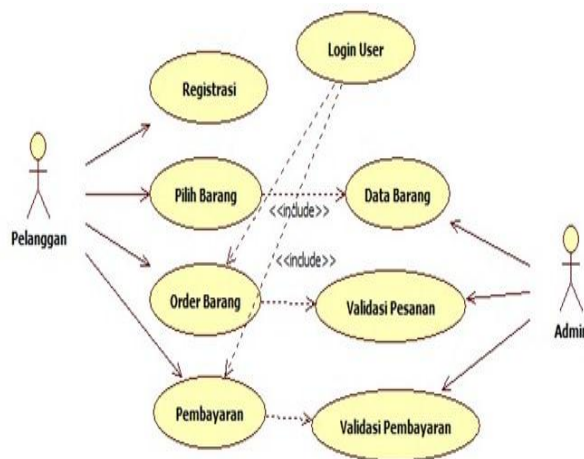 Login User
Registrasi
Pilih Barang
Data Barang
<<include>>
Pelanggan
<<include>>
Order Barang
Validasi Pesanan
Admin
Pembayaran
Validasi Pembayaran